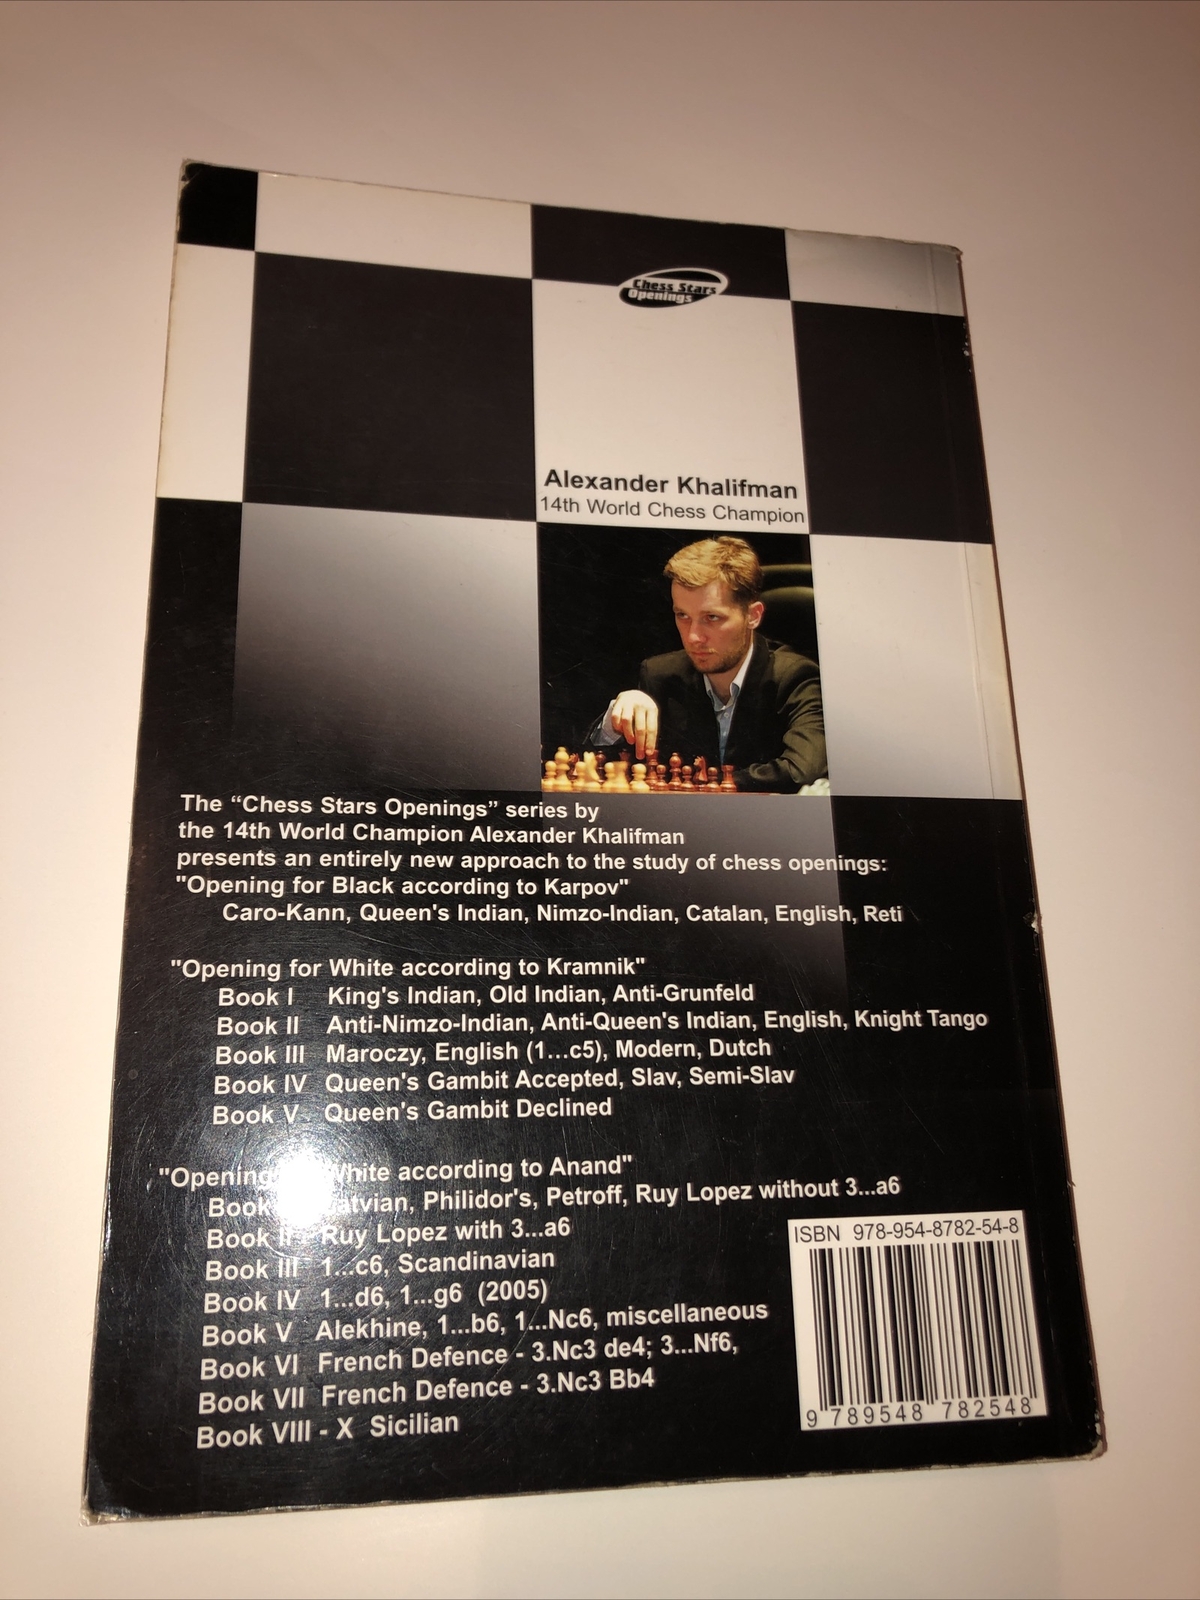 Chess Stars
Openings
Alexander Khalifman
14th World Chess Champion
The “Chess Stars Openings” series by
the 14th World Champion Alexander Khalifman
presents an entirely new approach to the study of chess openings:
"Opening for Black according to Karpov"
Caro-Kann, Queen's Indian, Nimzo-Indian, Catalan, English, Reti
"Opening for White according to Kramnik"
Book I King's Indian, Old Indian, Anti-Grunfeld
Book II Anti-Nimzo-Indian, Anti-Queen's Indian, English, Knight Tango
Book III Maroczy, English (1...c5), Modern, Dutch
Book IV Queen's Gambit Accepted, Slav, Semi-Slav
Book V Queen's Gambit Declined
"Opening White according to Anand"
Book Latvian, Philidor's, Petroff, Ruy Lopez without 3...a6
Book II Ruy Lopez with 3...a6
Book III 1...c6, Scandinavian
Book IV 1...d6, 1...g6 (2005)
Book V Alekhine, 1...b6, 1...Nc6, miscellaneous
Book VI French Defence - 3.Nc3 de4; 3...Nf6,
Book VII French Defence - 3.Nc3 Bb4
Book VIII - X Sicilian
ISBN 978-954-8782-54-8
9 789548 782548